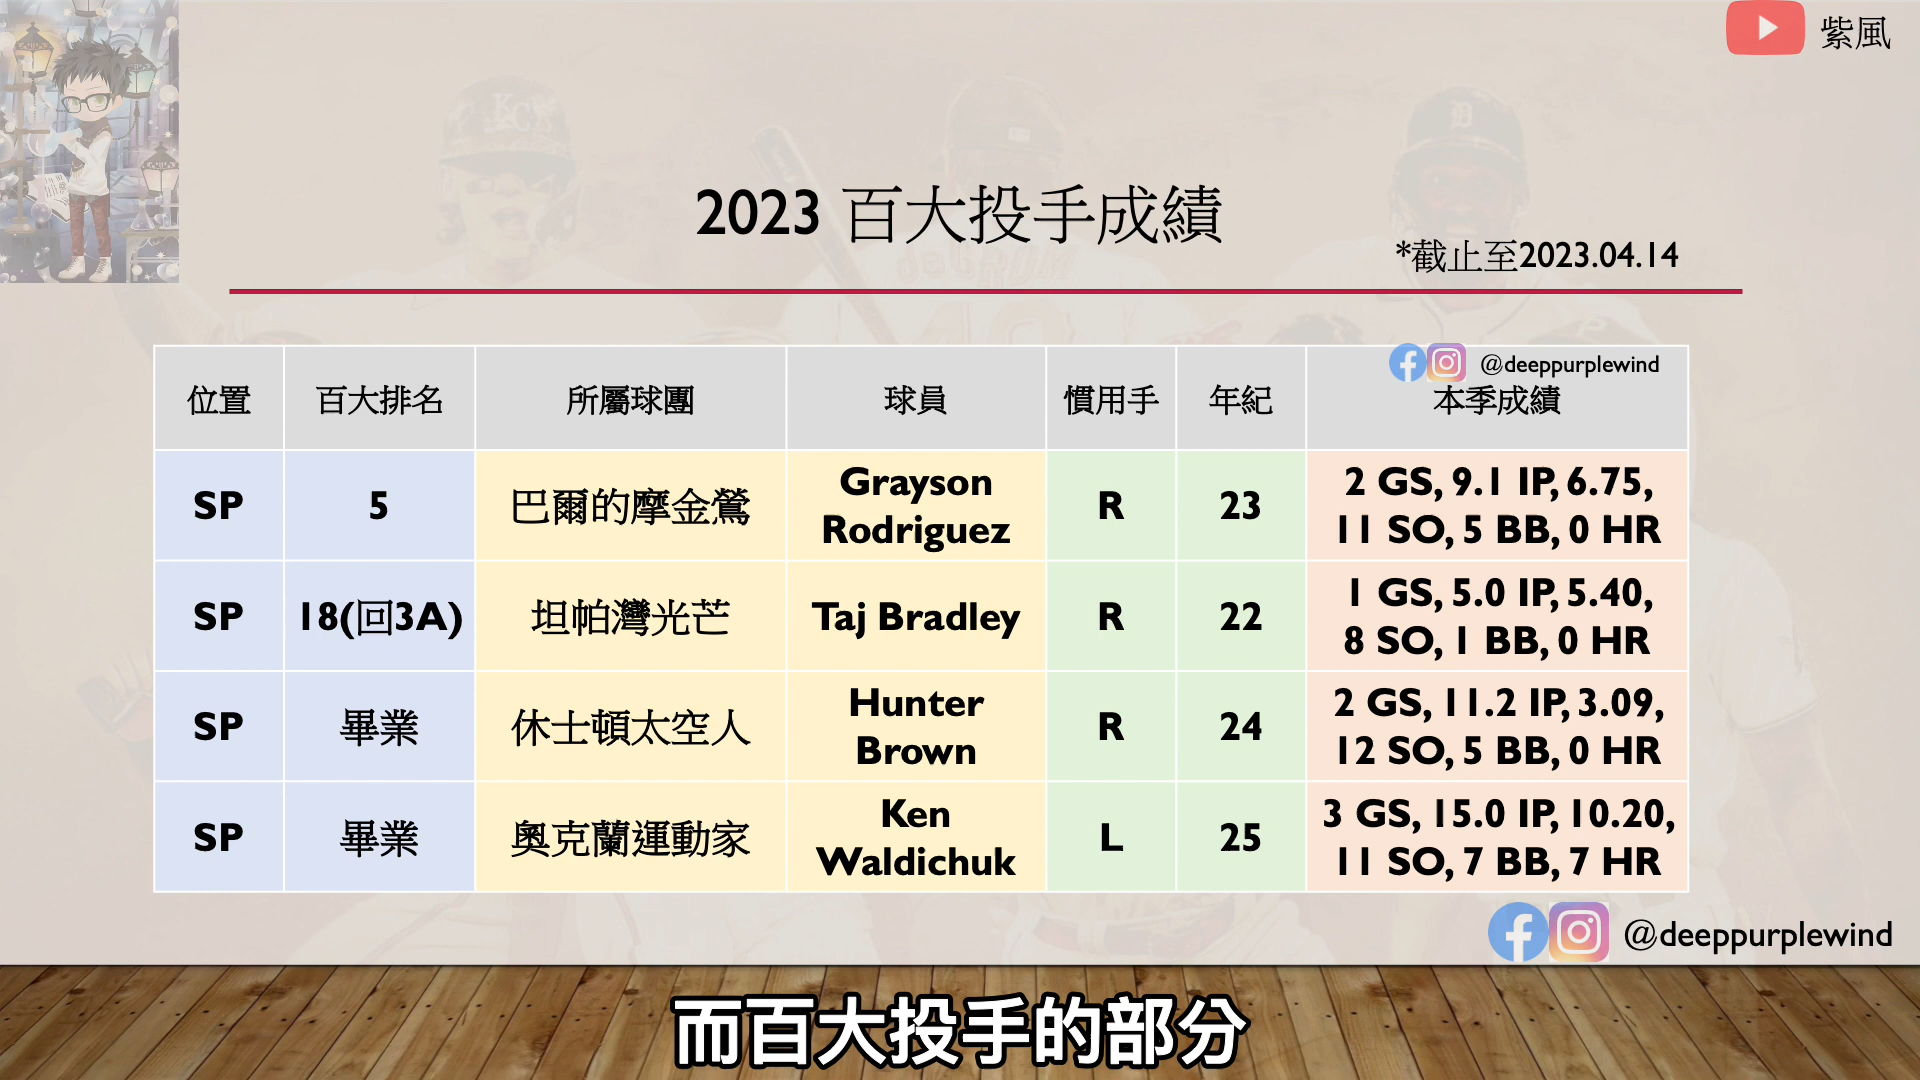 紫風
2023 百大投手成績
*截止至2023.04.14
@deeppurplewind
位置 百大排名 所屬球團 球員 慣用手 年紀 本季成績
SP 5 巴爾的摩金鶯 Grayson Rodriguez R 23 2 GS, 9.1 IP, 6.75, 11 SO, 5 BB, 0 HR
SP 18(回3A) 坦帕灣光芒 Taj Bradley R 22 1 GS, 5.0 IP, 5.40, 8 SO, 1 BB, 0 HR
SP 畢業 休士頓太空人 Hunter Brown R 24 2 GS, 11.2 IP, 3.09, 12 SO, 5 BB, 0 HR
SP 畢業 奧克蘭運動家 Ken Waldichuk L 25 3 GS, 15.0 IP, 10.20, 11 SO, 7 BB, 7 HR
@deeppurplewind
而百大投手的部分